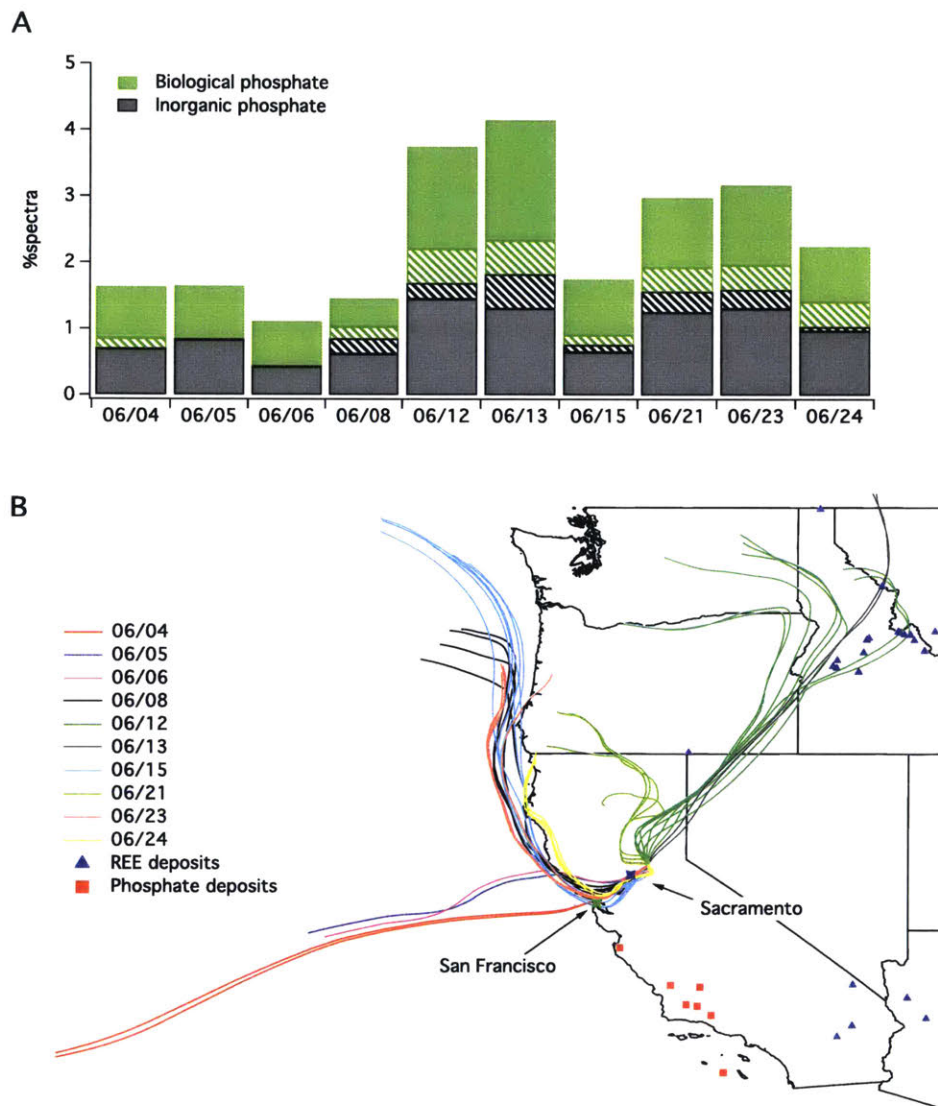 A
5
Biological phosphate
Inorganic phosphate
4
3
%spectra
2
1
0
06/04 06/05 06/06 06/08 06/12 06/13 06/15 06/21 06/23 06/24
B
06/04
06/05
06/06
06/08
06/12
06/13
06/15
06/21
06/23
06/24
REE deposits
Phosphate deposits
Sacramento
San Francisco